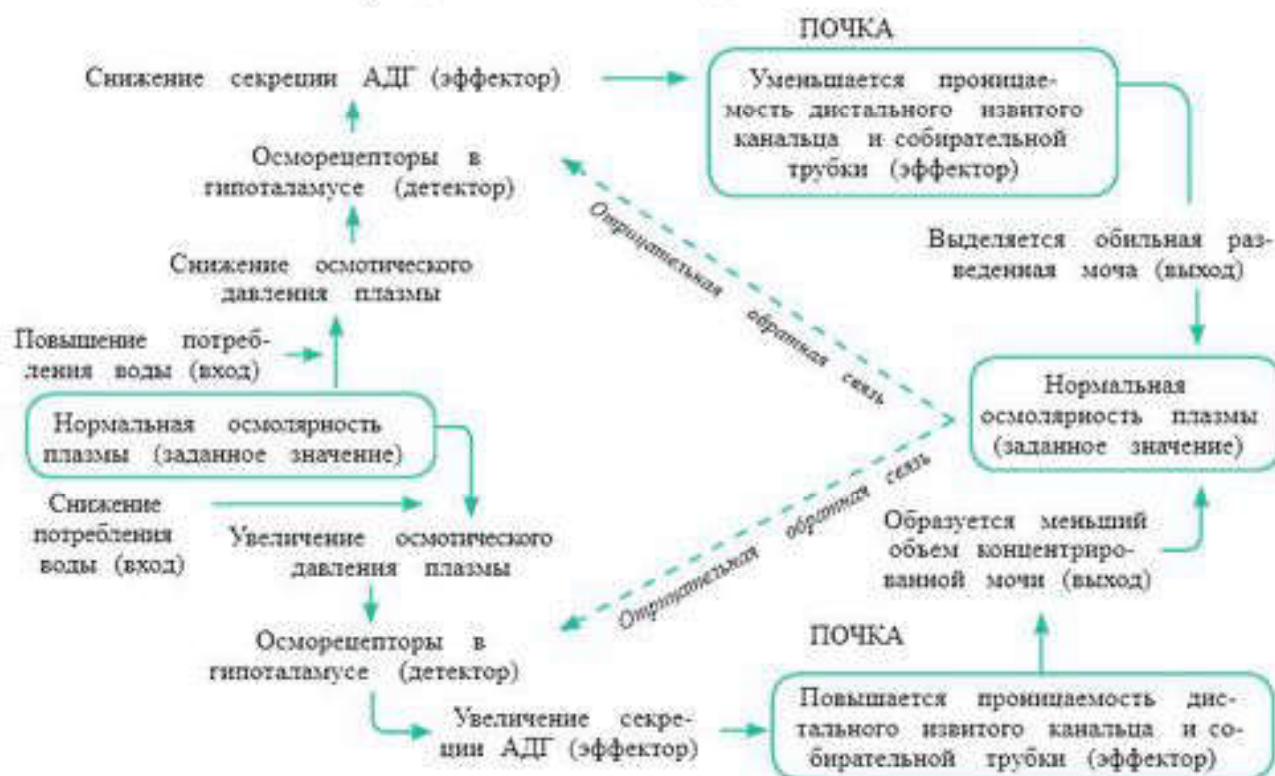 ПОЧКА
Снижение секреции АДГ (эффектор)
Уменьшается проницае-
мость дистального извитого
канальца и собирательной
трубки (эффектор)
Осморецепторы в
гипоталамусе (детектор)
Отрицательная обратная связь
Выделяется обильная раз-
веденная моча (выход)
Снижение осмотического
давления плазмы
Повышение потреб-
ления воды (вход)
Нормальная осмолярность
плазмы (заданное значение)
Нормальная
осмолярность плазмы
(заданное значение)
Снижение
потребления
воды (вход)
Увеличение осмотического
давления плазмы
Отрицательная обратная связь
Образуется меньший
объем концентриро-
ванной мочи (выход)
Осморецепторы в
гипоталамусе (детектор)
ПОЧКА
Увеличение секре-
ции АДГ (эффектор)
Повышается проницаемость дис-
тального извитого канальца и со-
бирательной трубки (эффектор)